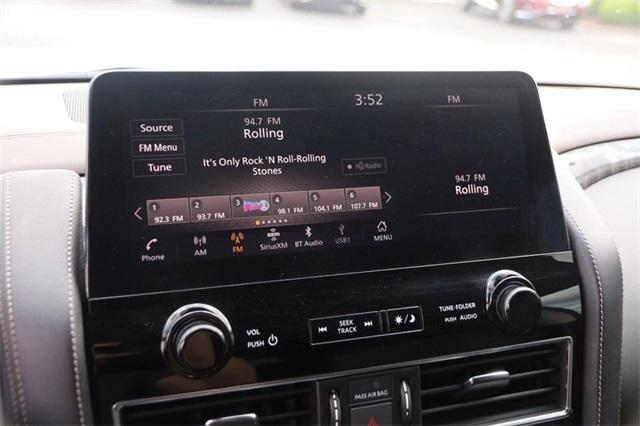 FM 3:52 FM
Source
FM Menu
Tune
94.7 FM
Rolling
It's Only Rock 'N Roll-Rolling
Stones
HD Radio
94.7 FM
Rolling
1 2 3 4 5 6
92.3 FM 93.7 FM 98.1 FM 104.1 FM 107.7 FM
Phone AM FM SiriusXM BT Audio USB1 MENU
VOL
PUSH
SEEK
TRACK
TUNE·FOLDER
PUSH AUDIO
PASS AIR BAG